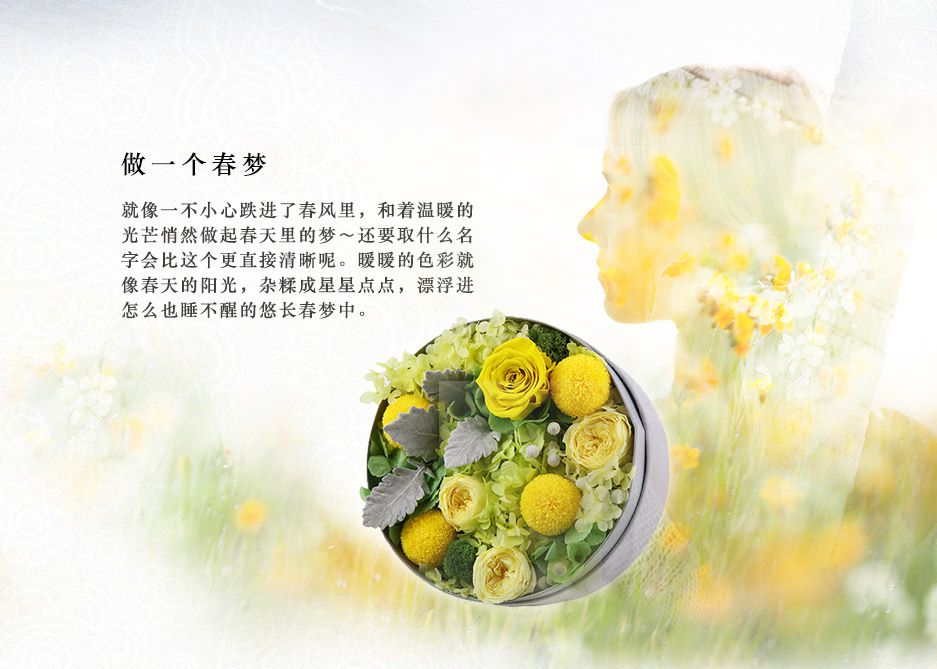 做一个春梦
就像一不小心跌进了春风里，和着温暖的
光芒悄然做起春天里的梦～还要取什么名
字会比这个更直接清晰呢。暖暖的色彩就
像春天的阳光，杂糅成星星点点，漂浮进
怎么也睡不醒的悠长春梦中。